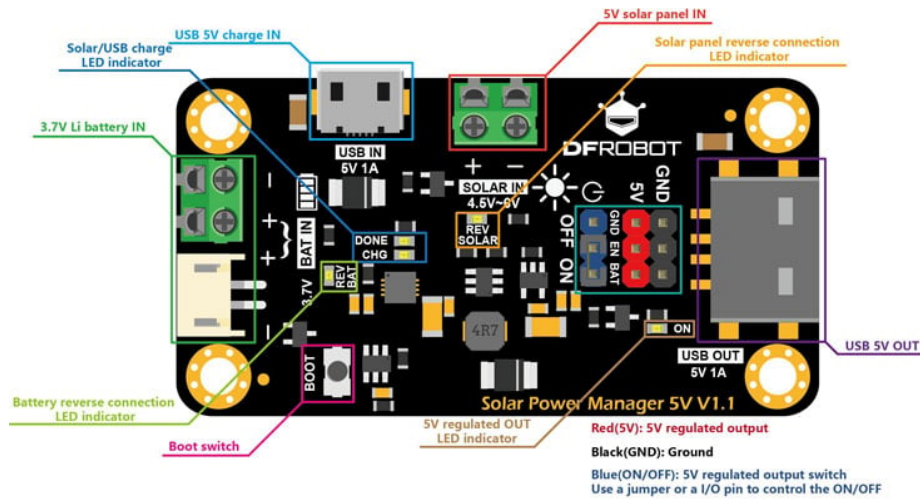 5V solar panel IN
USB 5V charge IN
Solar panel reverse connection
LED indicator
Solar/USB charge
LED indicator
3.7V Li battery IN
USB IN
5V 1A
+ −
SOLAR IN
4.5V~6V
DFROBOT
REV
SOLAR
DONE
CHG
−
+
+
−
BAT IN
3.7V
REV
BAT
OFF ON
5V
GND
GND EN BAT
4R7
ON
USB OUT
5V 1A
USB 5V OUT
BOOT
Solar Power Manager 5V V1.1
Battery reverse connection
LED indicator
Boot switch
5V regulated OUT
LED indicator
Red(5V): 5V regulated output
Black(GND): Ground
Blue(ON/OFF): 5V regulated output switch
Use a jumper or a I/O pin to control the ON/OFF